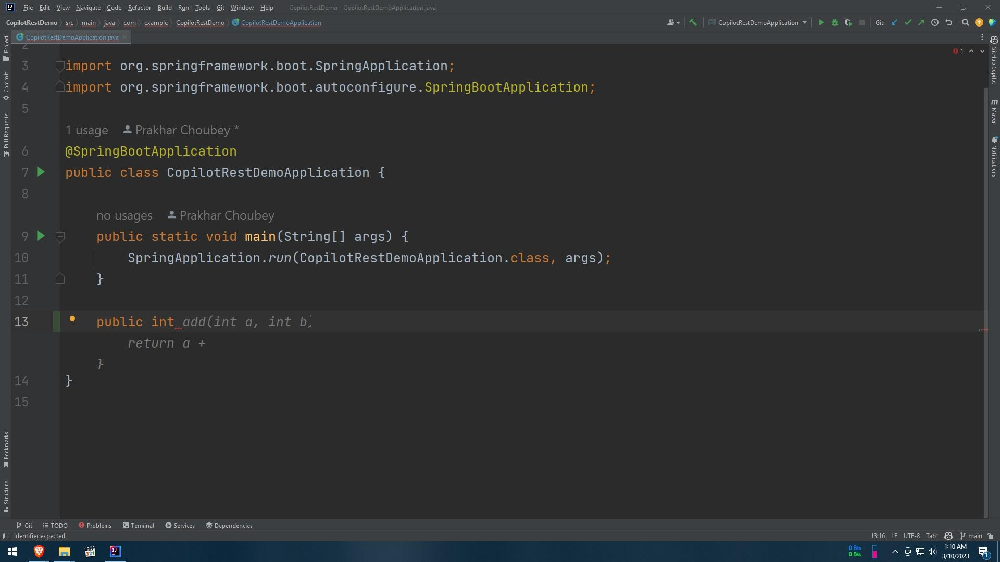 File Edit View Navigate Code Refactor Build Run Tools Git Window Help CopilotRestDemo - CopilotRestDemoApplication.java
CopilotRestDemo src main java com example CopilotRestDemo CopilotRestDemoApplication CopilotRestDemoApplication Git:
CopilotRestDemoApplication.java
Project
Commit
Pull Requests
Bookmarks
Structure
2
1
3 import org.springframework.boot.SpringApplication;
4 import org.springframework.boot.autoconfigure.SpringBootApplication;
5
1 usage Prakhar Choubey *
6 @SpringBootApplication
7 public class CopilotRestDemoApplication {
8
no usages Prakhar Choubey
9 public static void main(String[] args) {
10 SpringApplication.run(CopilotRestDemoApplication.class, args);
11 }
12
13 public int add(int a, int b)
return a +
}
14 }
15
GitHub Copilot
m
Maven
Notifications
Git TODO Problems Terminal Services Dependencies
Identifier expected 13:16 LF UTF-8 Tab* main
321 IJ
0 B/s
0 B/s
1:10 AM
3/10/2023
1